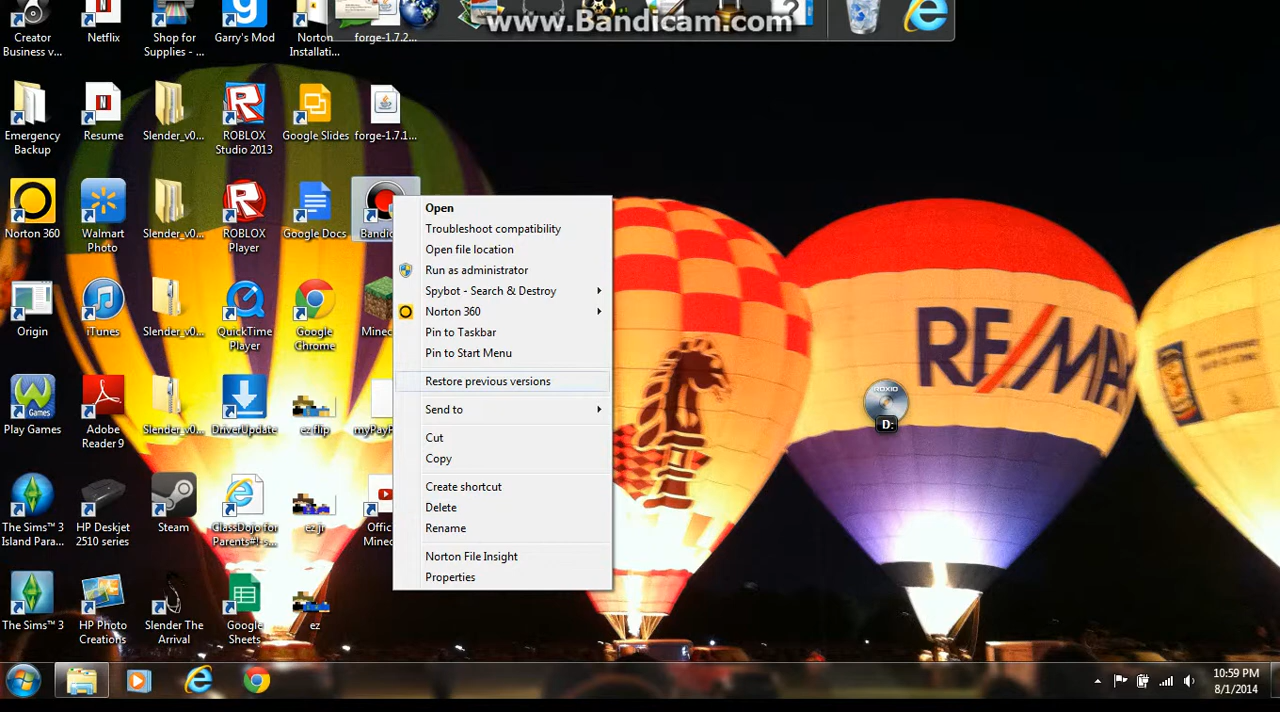 www.Bandicam.com
Creator
Business v...
Netflix
Shop for
Supplies - ...
Garry's Mod
Norton
Installati...
forge-1.7.2...
Emergency
Backup
Resume
Slender_v0...
ROBLOX
Studio 2013
Google Slides
forge-1.7.1...
Norton 360
Walmart
Photo
Slender_v0...
ROBLOX
Player
Google Docs
Bandic
Origin
iTunes
Slender_v0...
QuickTime
Player
Google
Chrome
Minec
Play Games
Adobe
Reader 9
Slender_v0...
DriverUpdate
ez flip
myPayP
The Sims™ 3
Island Para...
HP Deskjet
2510 series
Steam
ClassDojo for
Parents#!-s...
ez jr
Offic
Minec
The Sims™ 3
HP Photo
Creations
Slender The
Arrival
Google
Sheets
ez
Open
Troubleshoot compatibility
Open file location
Run as administrator
Spybot - Search & Destroy
Norton 360
Pin to Taskbar
Pin to Start Menu
Restore previous versions
Send to
Cut
Copy
Create shortcut
Delete
Rename
Norton File Insight
Properties
RE/MAX
ROXIO
D:
10:59 PM
8/1/2014